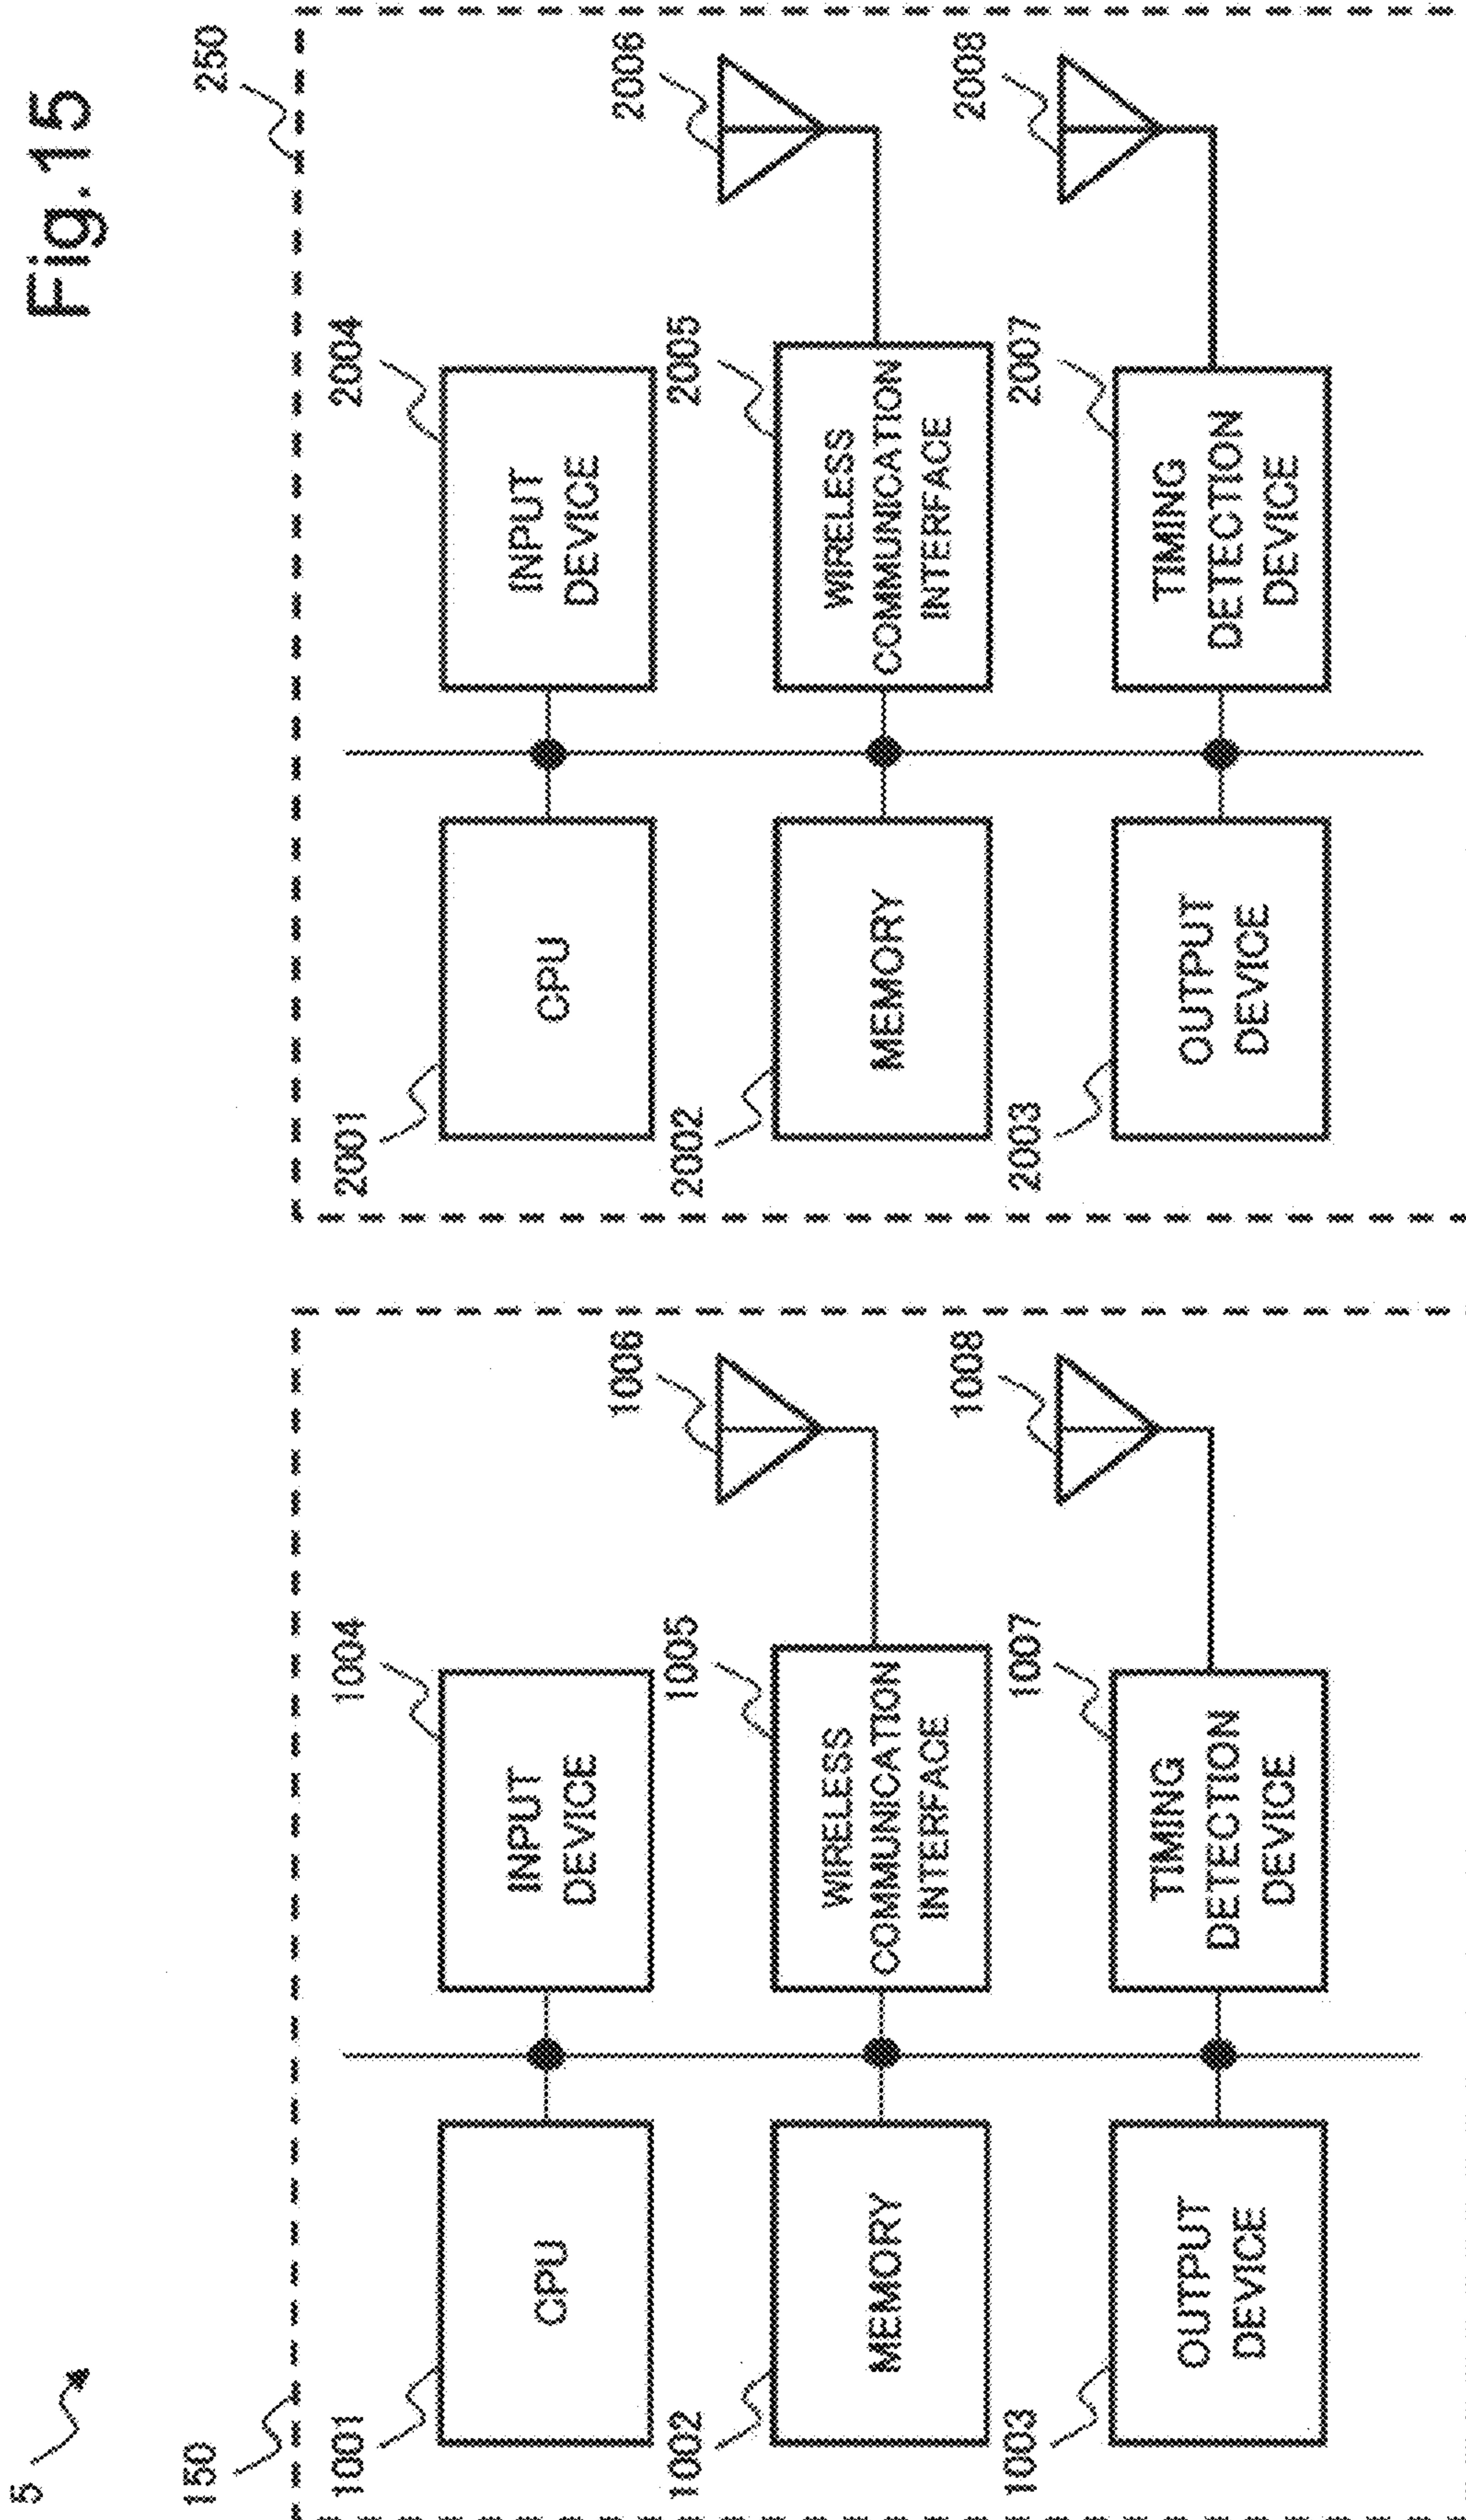 Fig.15
5
150
1001
CPU
1004
INPUT
DEVICE
1002
MEMORY
1005
WIRELESS
COMMUNICATION
INTERFACE
1006
1003
OUTPUT
DEVICE
1007
TIMING
DETECTION
DEVICE
1008
250
2001
CPU
2004
INPUT
DEVICE
2002
MEMORY
2005
WIRELESS
COMMUNICATION
INTERFACE
2006
2003
OUTPUT
DEVICE
2007
TIMING
DETECTION
DEVICE
2008